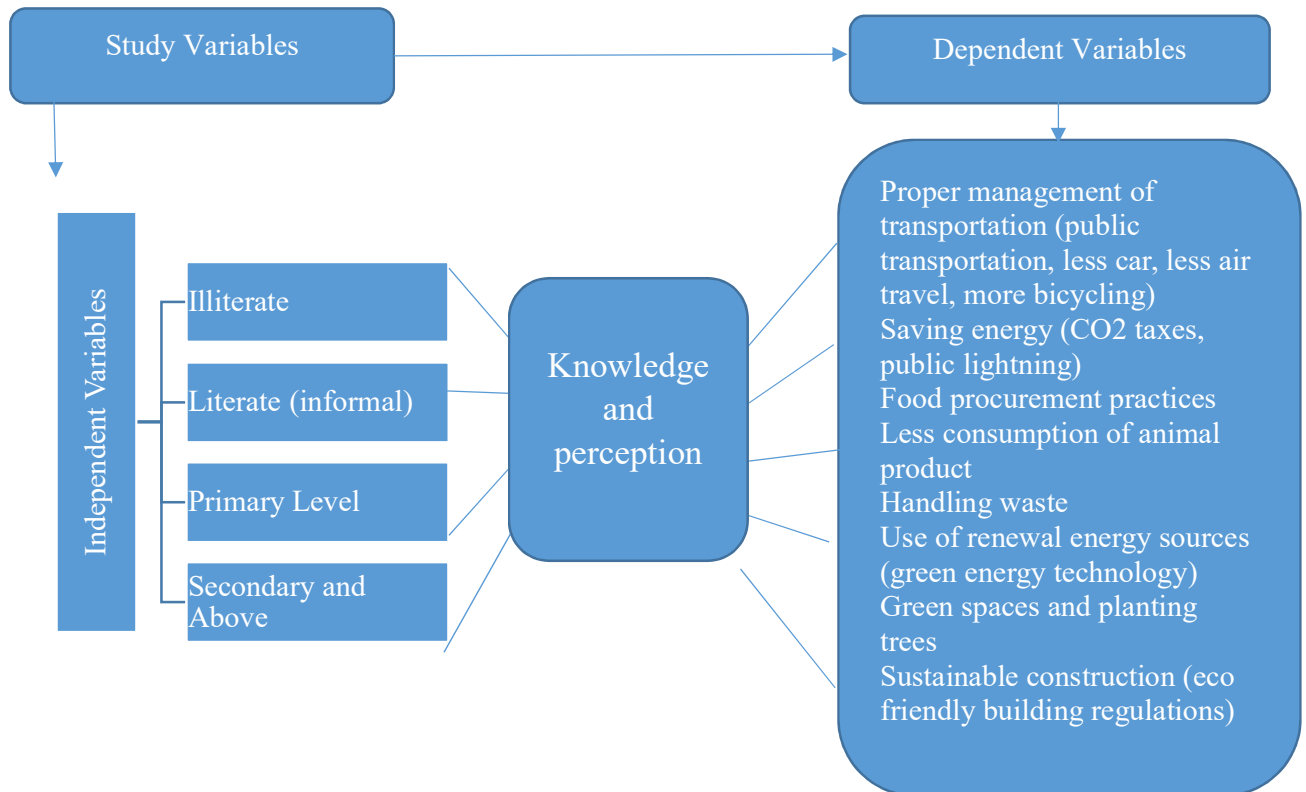 Study Variables
Dependent Variables
Independent Variables
Illiterate
Literate (informal)
Primary Level
Secondary and
Above
Knowledge
and
perception
Proper management of
transportation (public
transportation, less car, less air
travel, more bicycling)
Saving energy (CO2 taxes,
public lightning)
Food procurement practices
Less consumption of animal
product
Handling waste
Use of renewal energy sources
(green energy technology)
Green spaces and planting
trees
Sustainable construction (eco
friendly building regulations)